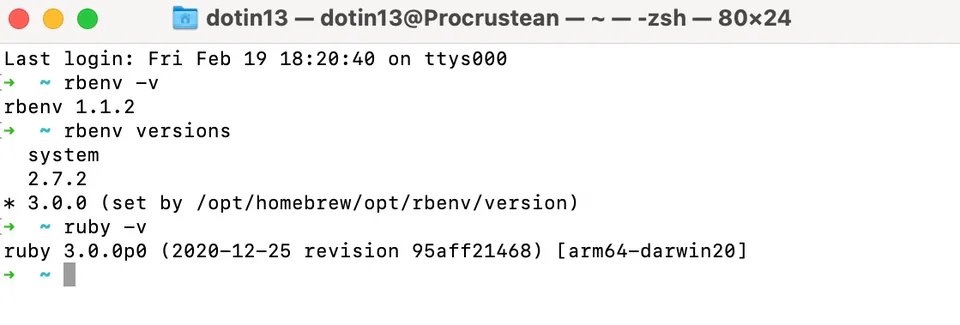 dotin13 — dotin13@Procrustean — ~ — -zsh — 80×24
Last login: Fri Feb 19 18:20:40 on ttys000
➜  ~ rbenv -v
rbenv 1.1.2
➜  ~ rbenv versions
  system
  2.7.2
* 3.0.0 (set by /opt/homebrew/opt/rbenv/version)
➜  ~ ruby -v
ruby 3.0.0p0 (2020-12-25 revision 95aff21468) [arm64-darwin20]
➜  ~